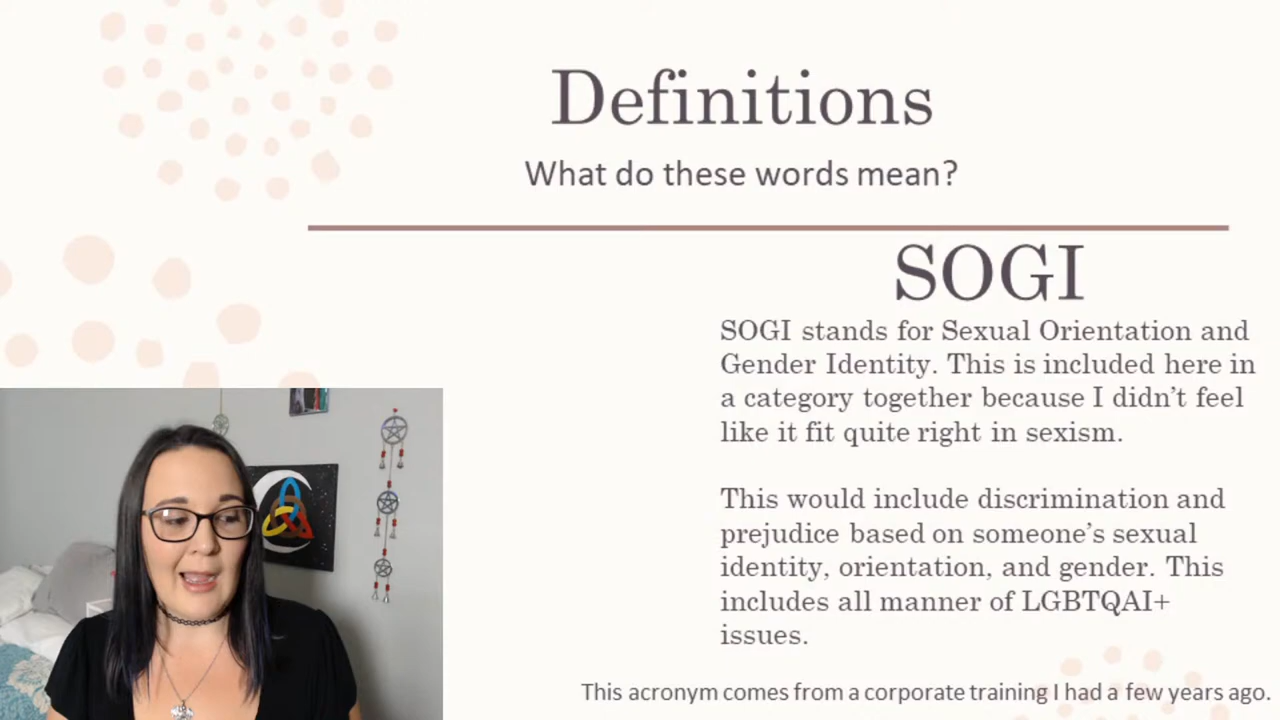 Definitions
What do these words mean?
SOGI
SOGI stands for Sexual Orientation and
Gender Identity. This is included here in
a category together because I didn’t feel
like it fit quite right in sexism.
This would include discrimination and
prejudice based on someone’s sexual
identity, orientation, and gender. This
includes all manner of LGBTQAI+
issues.
This acronym comes from a corporate training I had a few years ago.